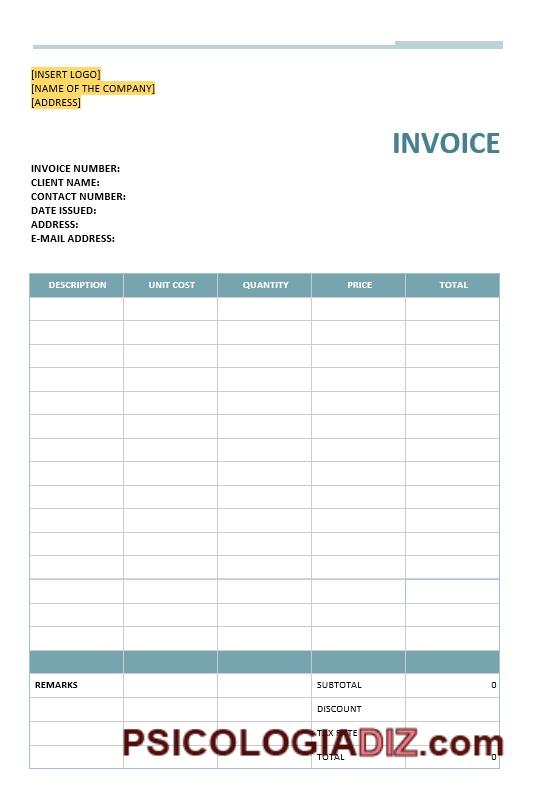 [INSERT LOGO]
[NAME OF THE COMPANY]
[ADDRESS]
INVOICE
INVOICE NUMBER:
CLIENT NAME:
CONTACT NUMBER:
DATE ISSUED:
ADDRESS:
E-MAIL ADDRESS:
DESCRIPTION UNIT COST QUANTITY PRICE TOTAL
REMARKS SUBTOTAL 0
DISCOUNT
TAX RATE
PSICOLOGIADIZ.com
TOTAL 0